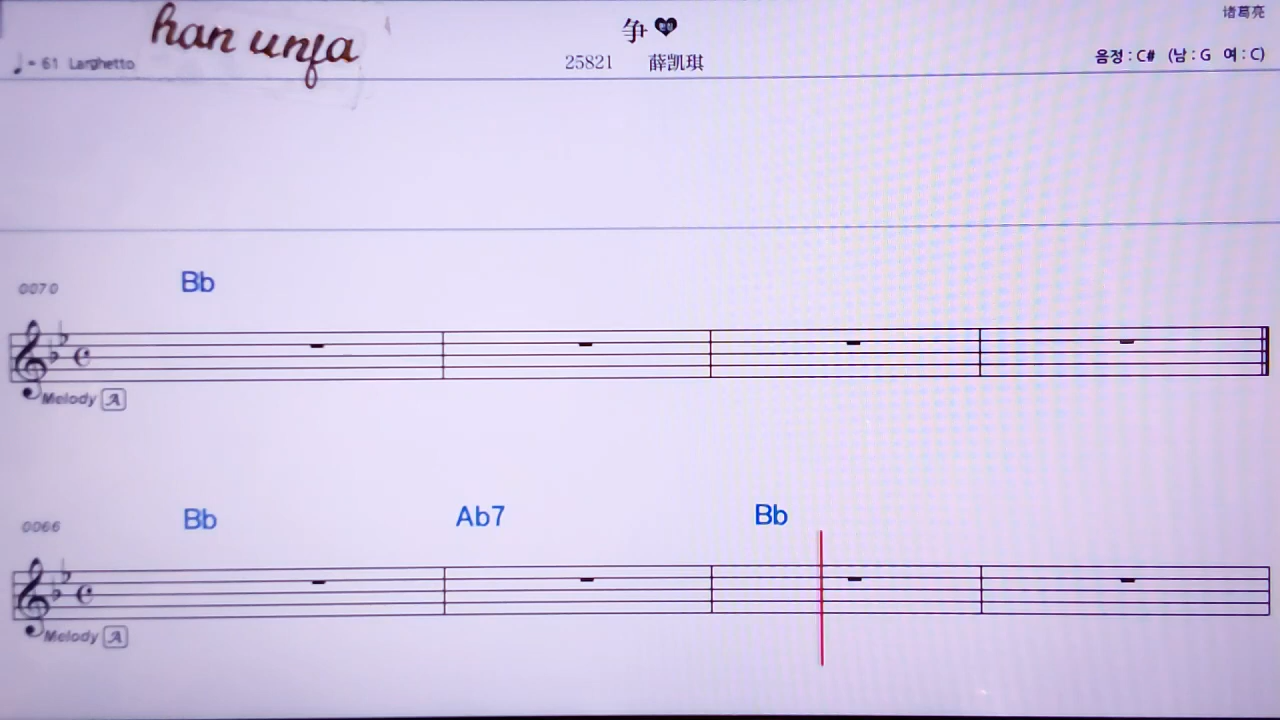 han unfa
争
诸葛亮
♩= 61 Larghetto
25821 薛凯琪
음정 : C# (남 : G 여 : C)
0070
Bb
Melody A
0066
Bb Ab7 Bb
Melody A